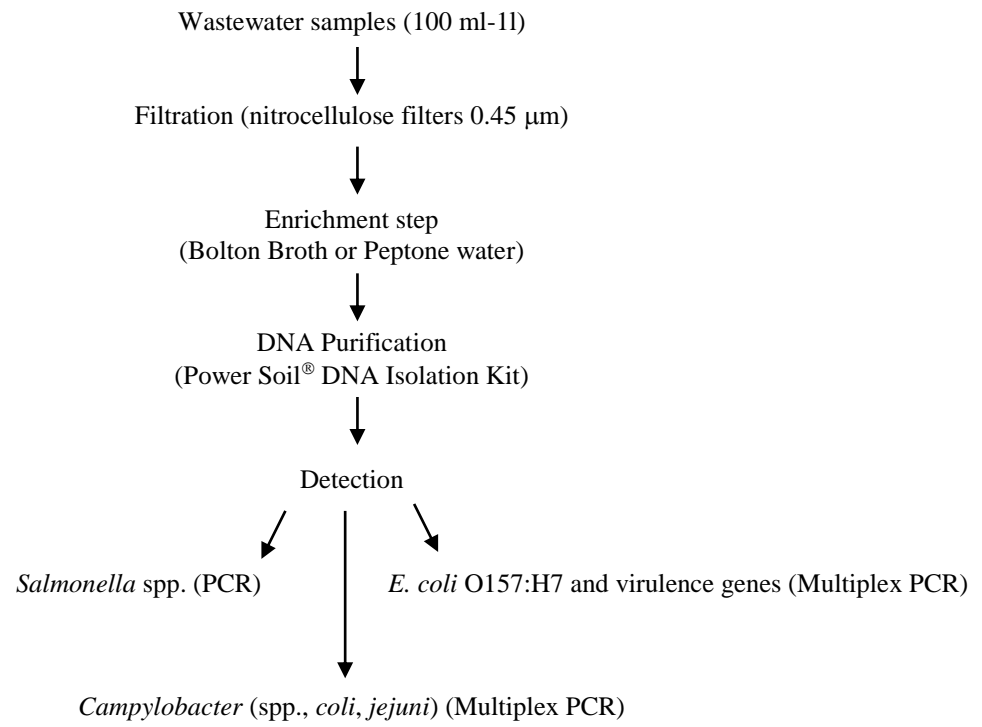 Wastewater samples (100 ml-1l)
Filtration (nitrocellulose filters 0.45 μm)
Enrichment step
(Bolton Broth or Peptone water)
DNA Purification
(Power Soil® DNA Isolation Kit)
Detection
Salmonella spp. (PCR)
E. coli O157:H7 and virulence genes (Multiplex PCR)
Campylobacter (spp., coli, jejuni) (Multiplex PCR)